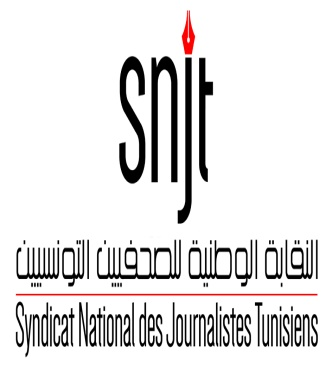 snjt
النقابة الوطنية للصحفيين التونسيين
Syndicat National des Journalistes Tunisiens